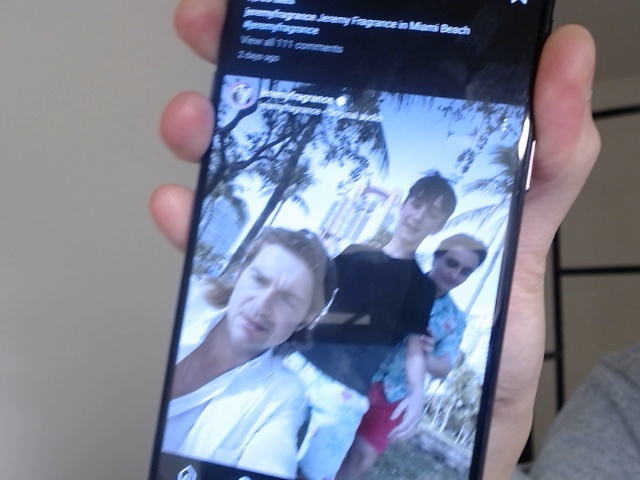 jeremyfragrance Jeremy Fragrance in Miami Beach
#jeremyfragrance
View all 111 comments
2 days ago
jeremyfragrance
jeremyfragrance · Original audio